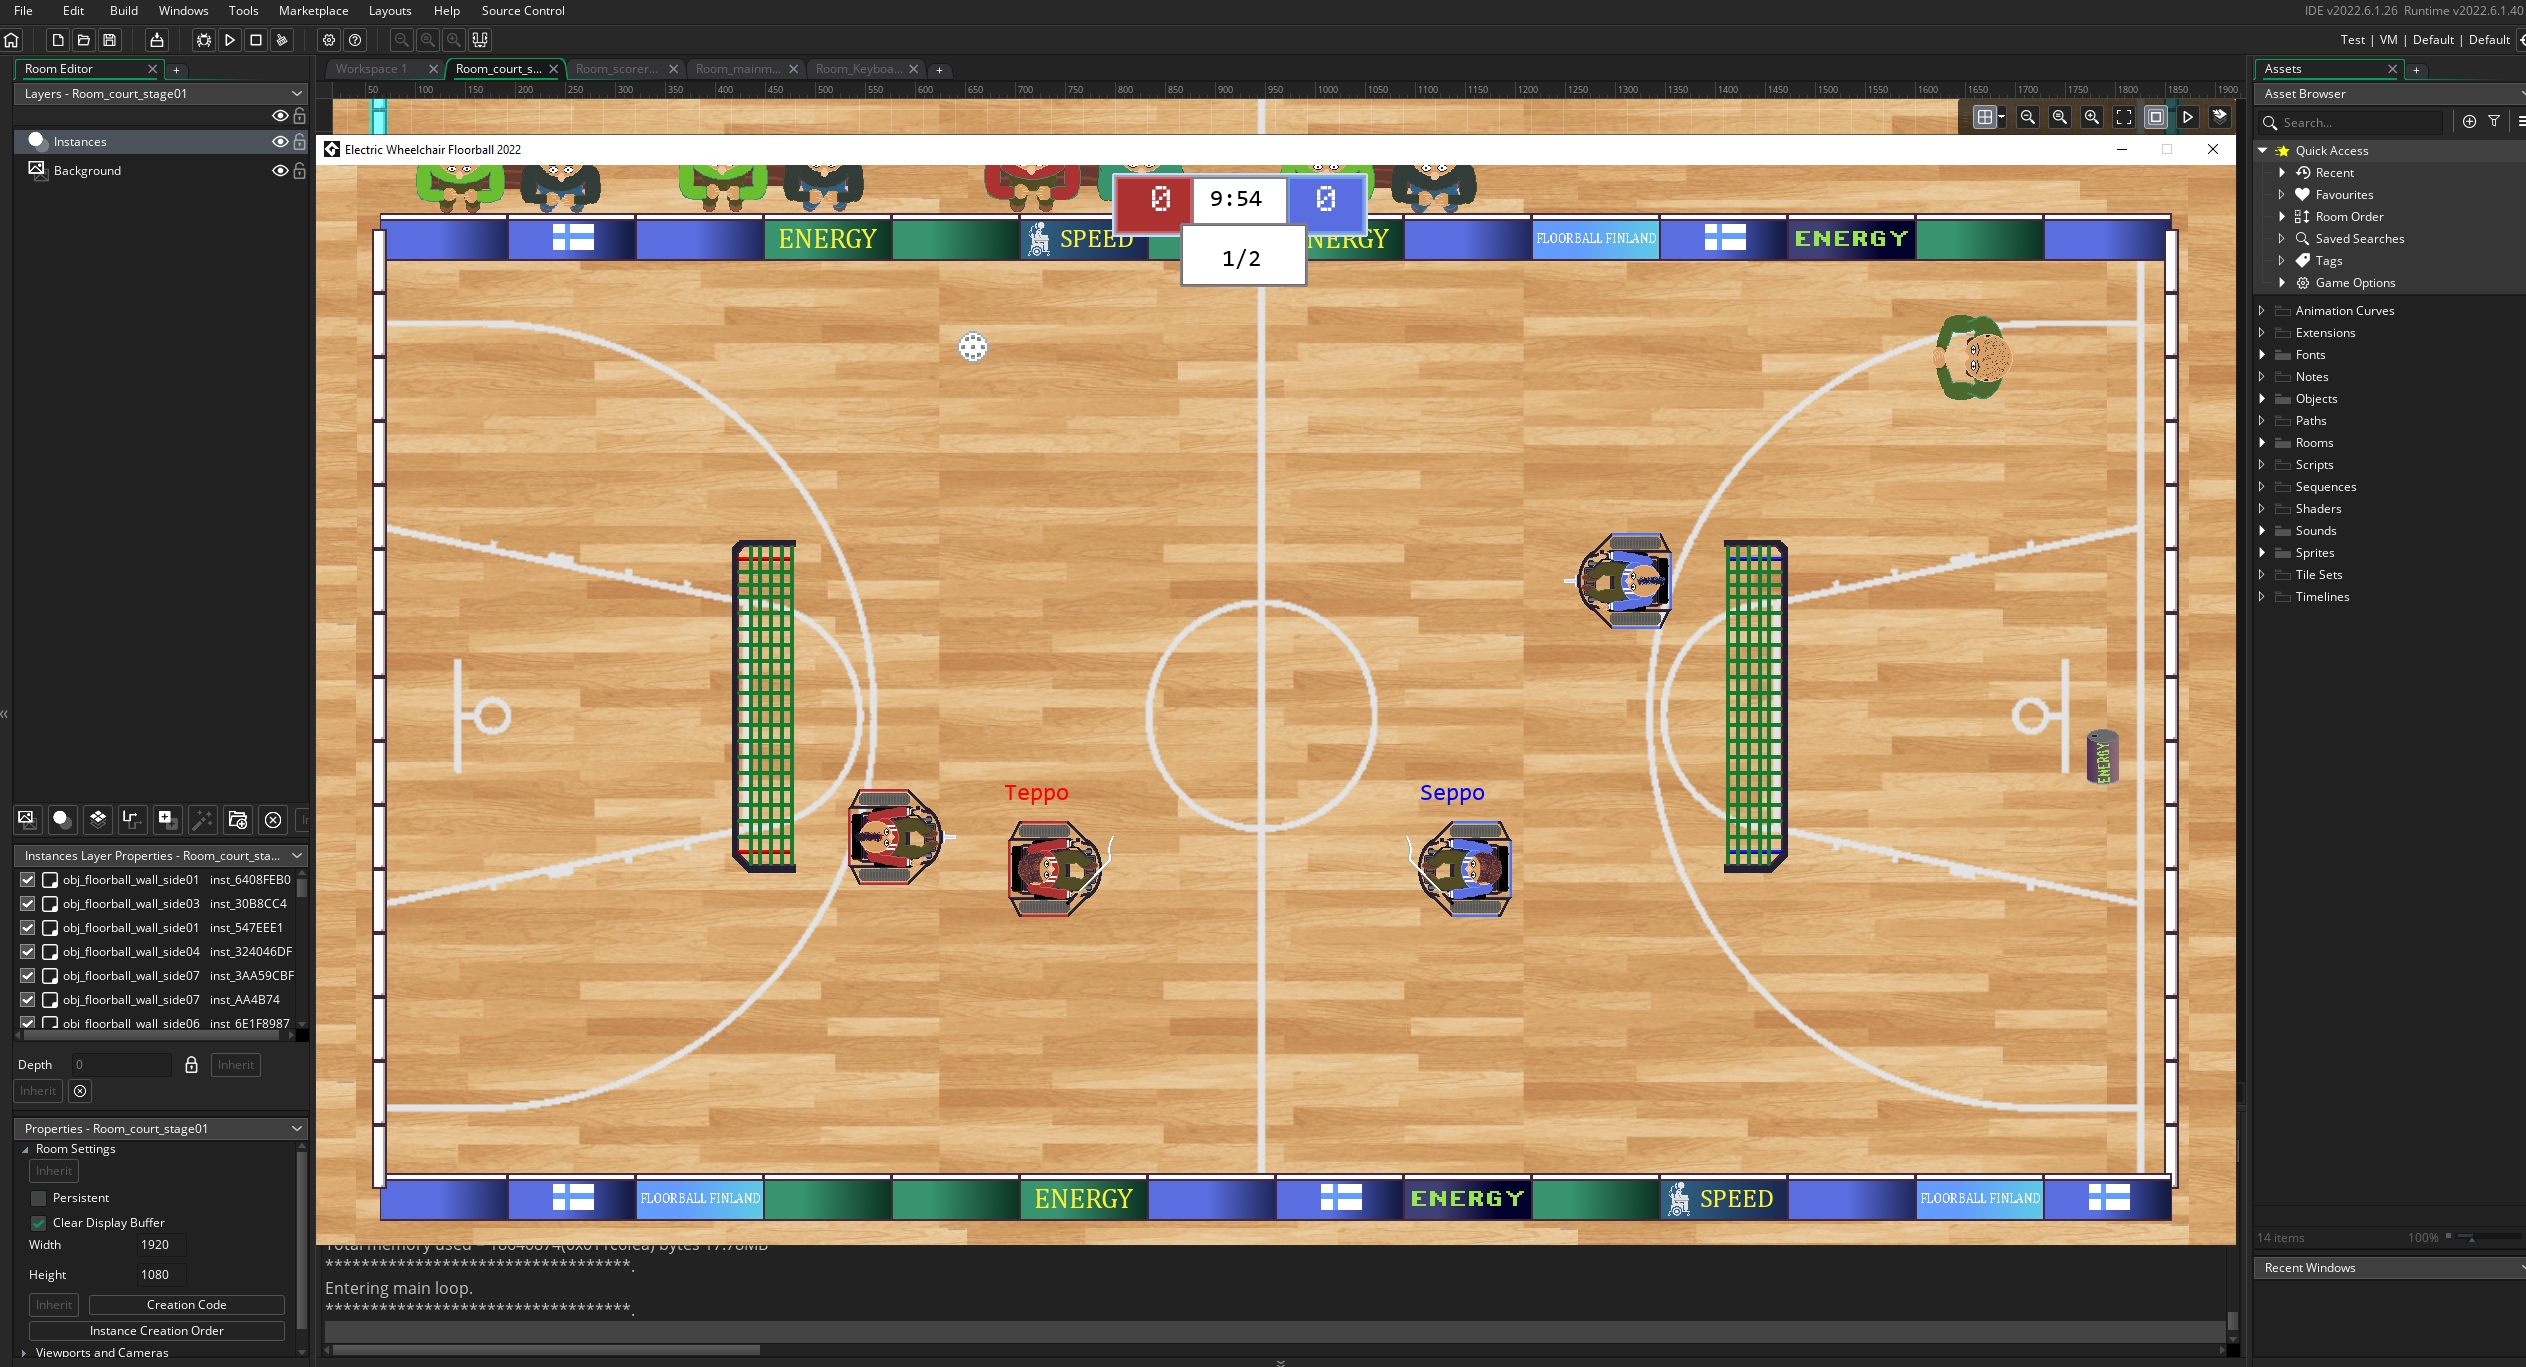 File Edit Build Windows Tools Marketplace Layouts Help Source Control
IDE v2022.6.1.26 Runtime v2022.6.1.40
Test | VM | Default | Default
Room Editor
Workspace 1 Room_court_s... Room_scorer... Room_mainm... Room_Keyboa...
Assets
Layers - Room_court_stage01
50 100 150 200 250 300 350 400 450 500 550 600 650 700 750 800 850 900 950 1000 1050 1100 1150 1200 1250 1300 1350 1400 1450 1500 1550 1600 1650 1700 1750 1800 1850 1900
Asset Browser
Search...
Instances
Background
Electric Wheelchair Floorball 2022
0 9:54 0
1/2
ENERGY SPEED NERGY FLOORBALL FINLAND ENERGY
Quick Access
Recent
Favourites
Room Order
Saved Searches
Tags
Game Options
Animation Curves
Extensions
Fonts
Notes
Objects
Paths
Rooms
Scripts
Sequences
Shaders
Sounds
Sprites
Tile Sets
Timelines
ENERGY
Teppo
Seppo
Instances Layer Properties - Room_court_sta...
obj_floorball_wall_side01 inst_6408FEB0
obj_floorball_wall_side03 inst_30B8CC4
obj_floorball_wall_side01 inst_547EEE1
obj_floorball_wall_side04 inst_324046DF
obj_floorball_wall_side07 inst_3AA59CBF
obj_floorball_wall_side07 inst_AA4B74
obj_floorball_wall_side06 inst_6E1F8987
Depth 0 Inherit
Inherit
Properties - Room_court_stage01
Room Settings
Inherit
Persistent
Clear Display Buffer
Width 1920
Height 1080
Inherit Creation Code
Instance Creation Order
Viewports and Cameras
FLOORBALL FINLAND ENERGY ENERGY SPEED FLOORBALL FINLAND
Total memory used = bytes 17.78MB
**********************************.
Entering main loop.
**********************************.
14 items 100%
Recent Windows